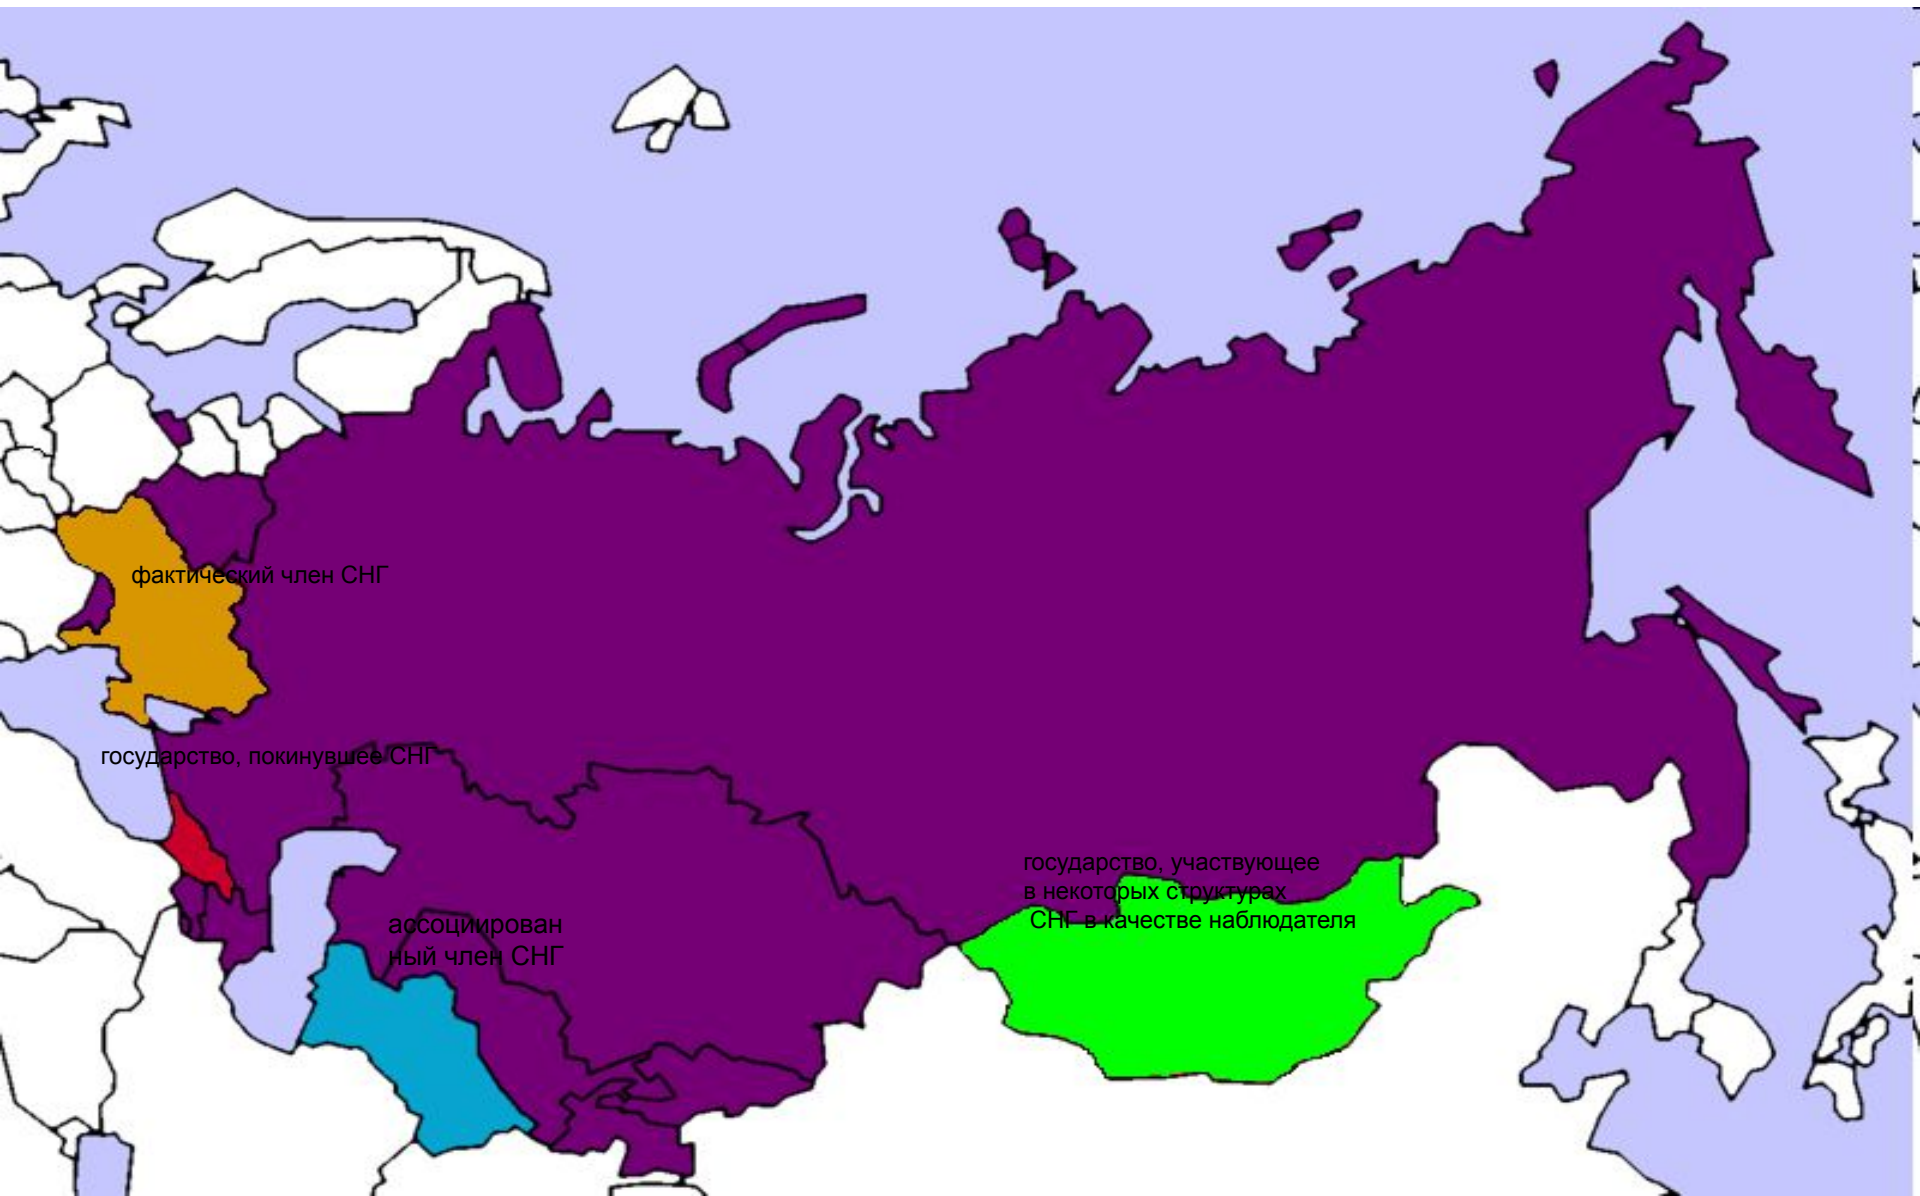 фактический член СНГ
государство, покинувшее СНГ
государство, участвующее
в некоторых структурах
СНГ в качестве наблюдателя
ассоциирован
ный член СНГ